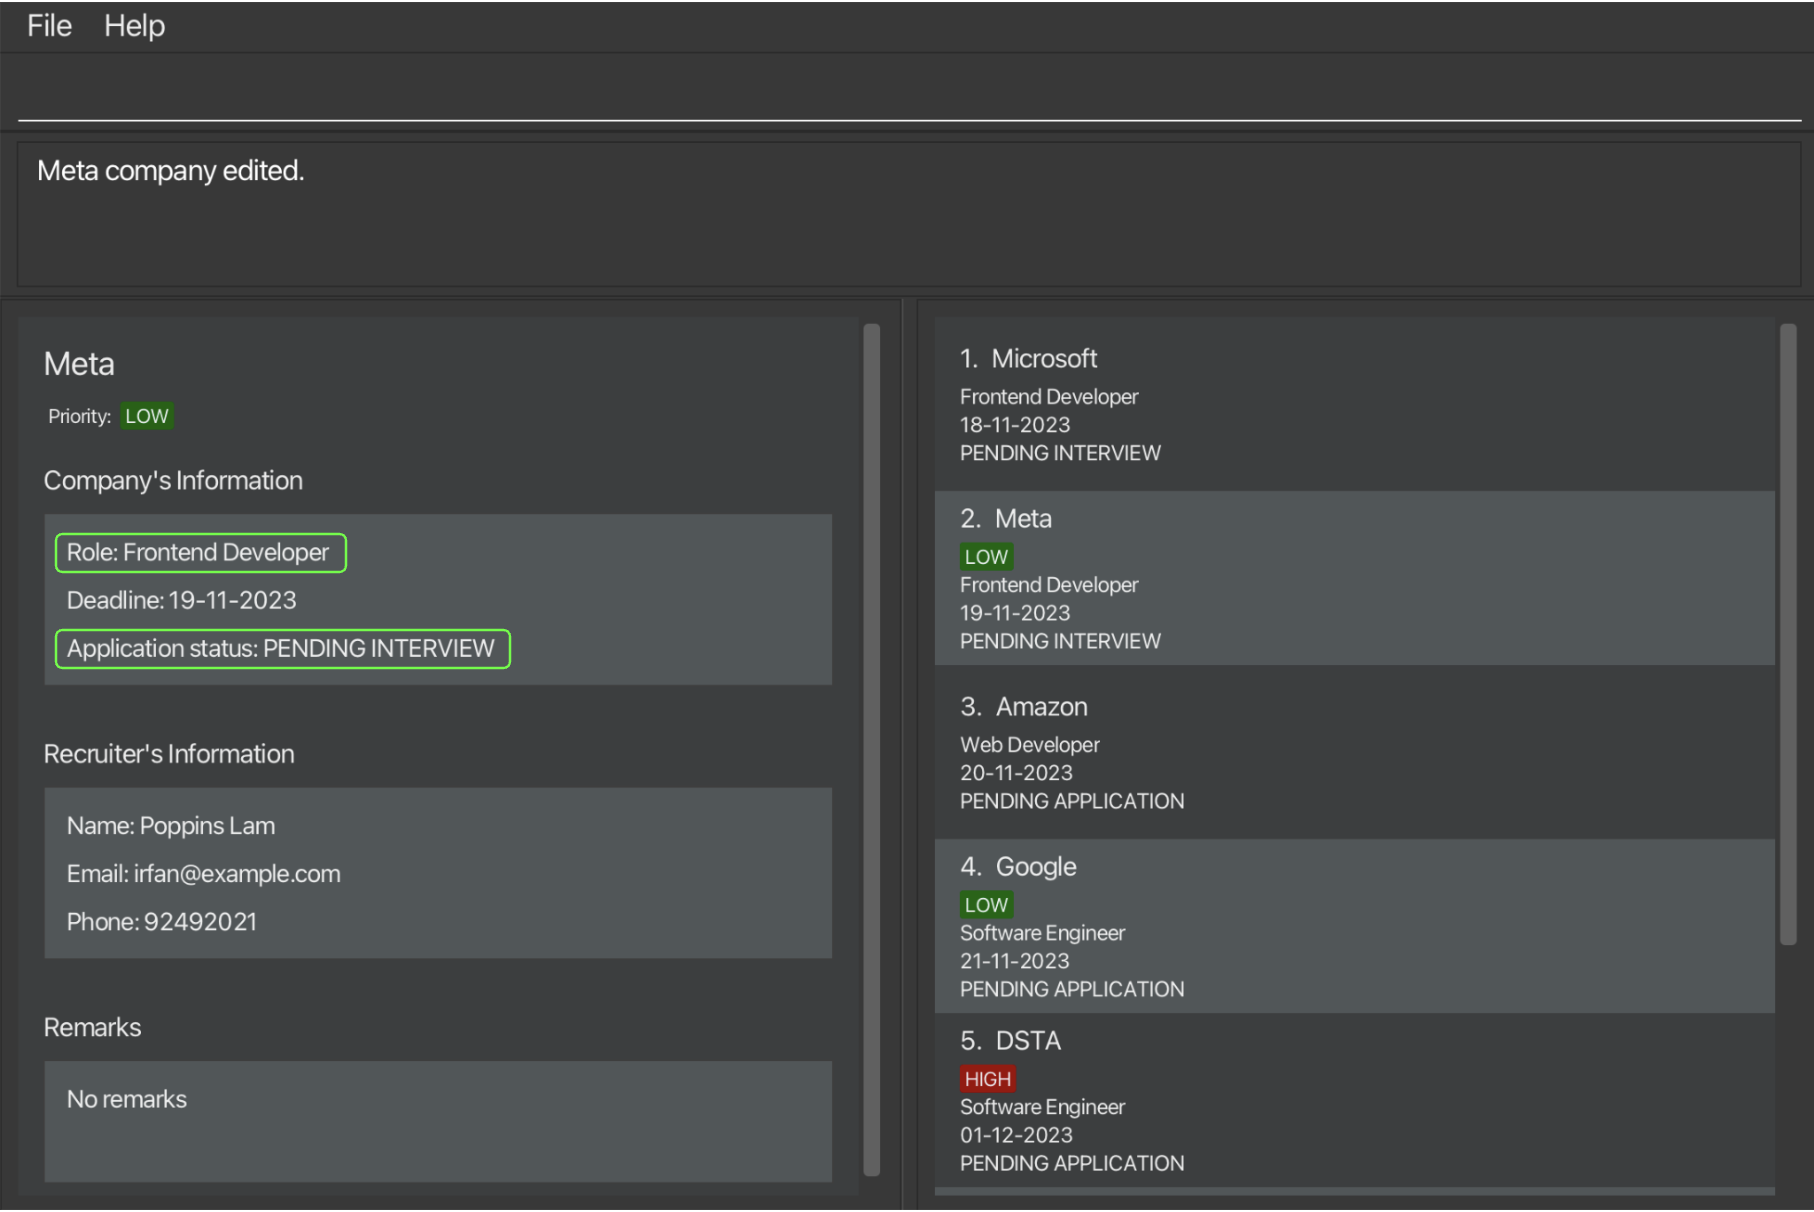 File Help
Meta company edited.
Meta
Priority: LOW
Company's Information
Role: Frontend Developer
Deadline: 19-11-2023
Application status: PENDING INTERVIEW
Recruiter's Information
Name: Poppins Lam
Email: irfan@example.com
Phone: 92492021
Remarks
No remarks
1. Microsoft
Frontend Developer
18-11-2023
PENDING INTERVIEW
2. Meta
LOW
Frontend Developer
19-11-2023
PENDING INTERVIEW
3. Amazon
Web Developer
20-11-2023
PENDING APPLICATION
4. Google
LOW
Software Engineer
21-11-2023
PENDING APPLICATION
5. DSTA
HIGH
Software Engineer
01-12-2023
PENDING APPLICATION